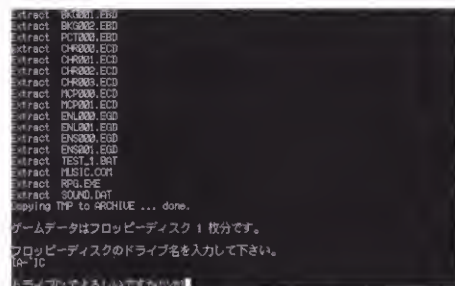 Extract BKG001.EBD
Extract BKG002.EBD
Extract PCT000.EBD
Extract CHR000.ECD
Extract CHR001.ECD
Extract CHR002.ECD
Extract CHR003.ECD
Extract MCP000.ECD
Extract MCP001.ECD
Extract ENL000.EGD
Extract ENL001.EGD
Extract ENS000.EGD
Extract ENS001.EGD
Extract TEST_1.BAT
Extract MUSIC.COM
Extract RPG.EXE
Extract SOUND.DAT
Copying TMP to ARCHIVE ... done.
ゲームデータはフロッピーディスク 1 枚分です。
フロッピーディスクのドライブ名を入力して下さい。